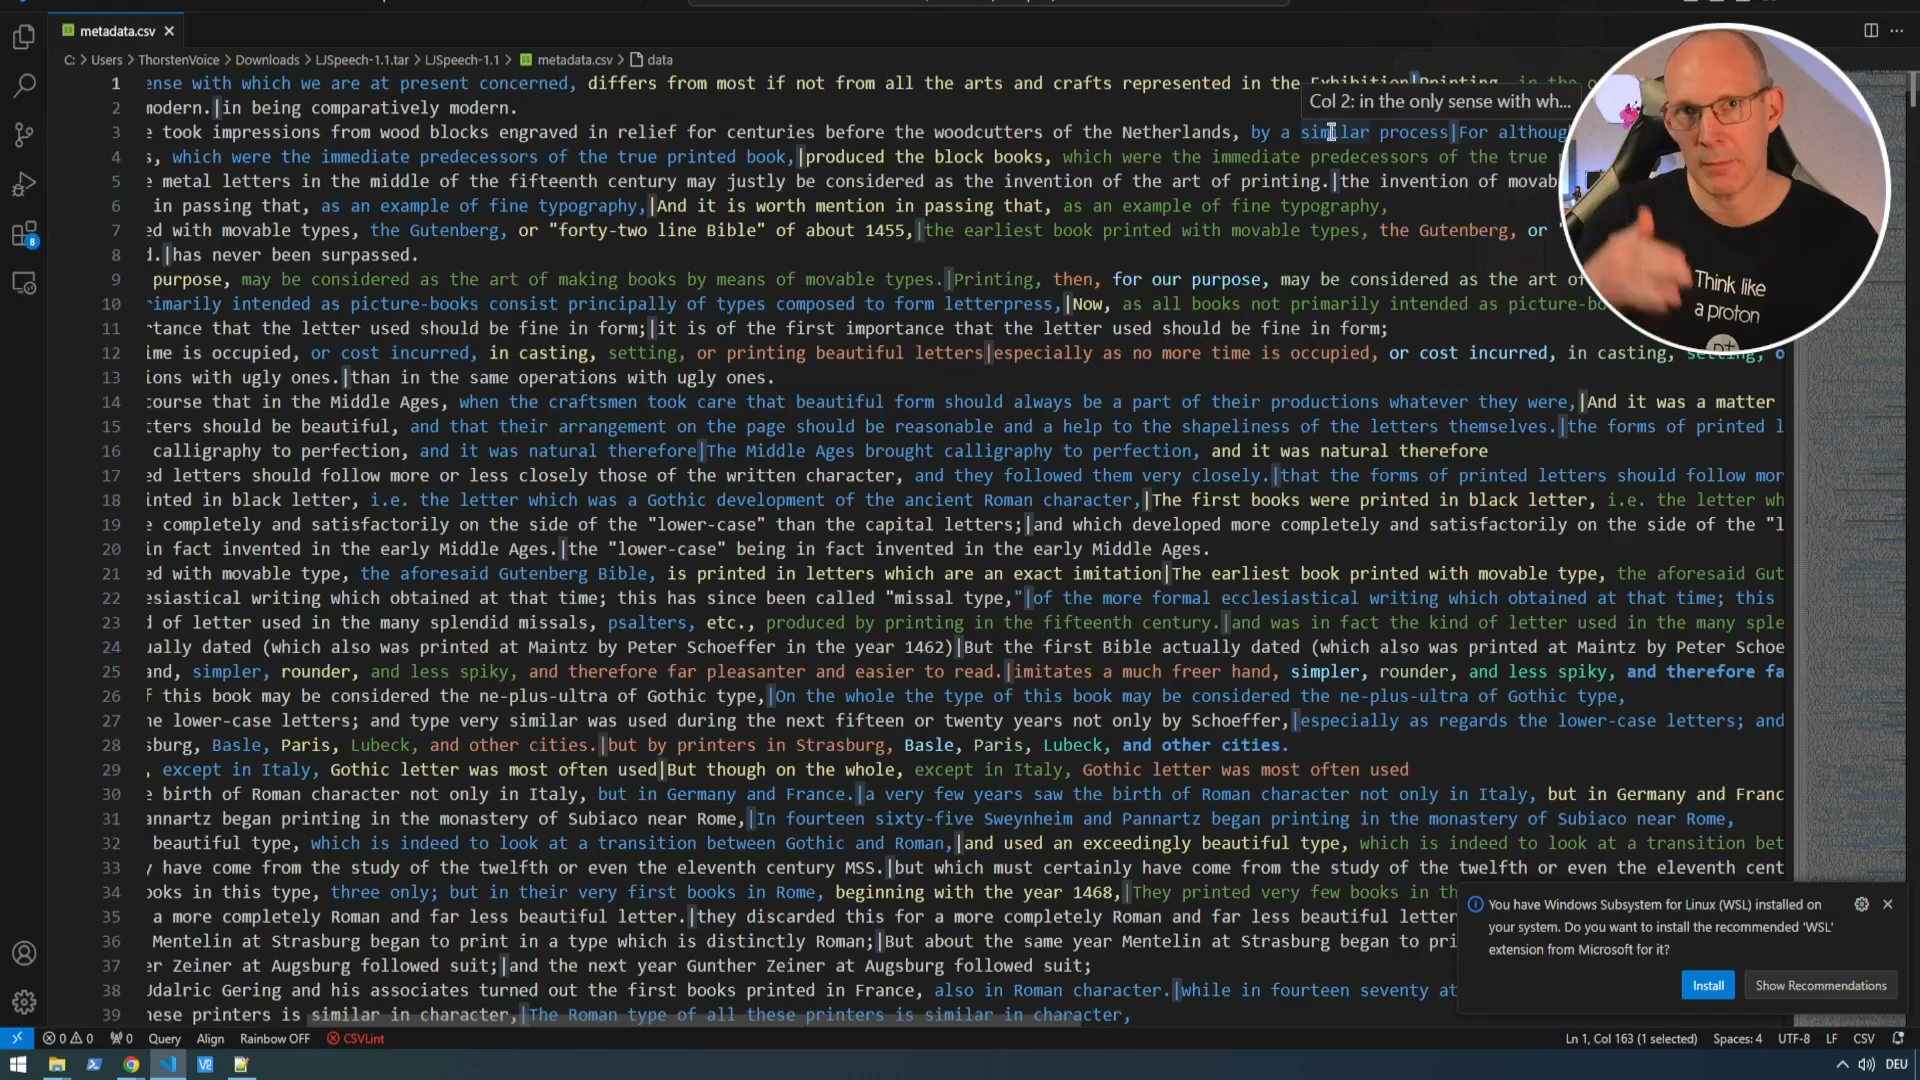 metadata.csv
C: > Users > ThorstenVoice > Downloads > LJSpeech-1.1.tar > LJSpeech-1.1 > metadata.csv > data
1 ense with which we are at present concerned, differs from most if not from all the arts and crafts represented in the Exhibition|Printing, in the
Col 2: in the only sense with wh...
2 modern.|in being comparatively modern.
3 e took impressions from wood blocks engraved in relief for centuries before the woodcutters of the Netherlands, by a similar process|For althoug
4 s, which were the immediate predecessors of the true printed book,|produced the block books, which were the immediate predecessors of the true
5 e metal letters in the middle of the fifteenth century may justly be considered as the invention of the art of printing.|the invention of movab
6 in passing that, as an example of fine typography,|And it is worth mention in passing that, as an example of fine typography,
7 ed with movable types, the Gutenberg, or "forty-two line Bible" of about 1455,|the earliest book printed with movable types, the Gutenberg, or "
8 d.|has never been surpassed.
9 purpose, may be considered as the art of making books by means of movable types.|Printing, then, for our purpose, may be considered as the art of
10 rimarily intended as picture-books consist principally of types composed to form letterpress,|Now, as all books not primarily intended as picture-bo
11 rtance that the letter used should be fine in form;|it is of the first importance that the letter used should be fine in form;
12 ime is occupied, or cost incurred, in casting, setting, or printing beautiful letters|especially as no more time is occupied, or cost incurred, in casting, setting, o
13 ions with ugly ones.|than in the same operations with ugly ones.
14 course that in the Middle Ages, when the craftsmen took care that beautiful form should always be a part of their productions whatever they were,|And it was a matter
15 tters should be beautiful, and that their arrangement on the page should be reasonable and a help to the shapeliness of the letters themselves.|the forms of printed l
16 calligraphy to perfection, and it was natural therefore|The Middle Ages brought calligraphy to perfection, and it was natural therefore
17 ed letters should follow more or less closely those of the written character, and they followed them very closely.|that the forms of printed letters should follow mor
18 inted in black letter, i.e. the letter which was a Gothic development of the ancient Roman character,|The first books were printed in black letter, i.e. the letter wh
19 e completely and satisfactorily on the side of the "lower-case" than the capital letters;|and which developed more completely and satisfactorily on the side of the "l
20 in fact invented in the early Middle Ages.|the "lower-case" being in fact invented in the early Middle Ages.
21 ed with movable type, the aforesaid Gutenberg Bible, is printed in letters which are an exact imitation|The earliest book printed with movable type, the aforesaid Gut
22 esiastical writing which obtained at that time; this has since been called "missal type,"|of the more formal ecclesiastical writing which obtained at that time; this
23 d of letter used in the many splendid missals, psalters, etc., produced by printing in the fifteenth century.|and was in fact the kind of letter used in the many sple
24 ually dated (which also was printed at Maintz by Peter Schoeffer in the year 1462)|But the first Bible actually dated (which also was printed at Maintz by Peter Schoe
25 and, simpler, rounder, and less spiky, and therefore far pleasanter and easier to read.|imitates a much freer hand, simpler, rounder, and less spiky, and therefore fa
26 f this book may be considered the ne-plus-ultra of Gothic type,|On the whole the type of this book may be considered the ne-plus-ultra of Gothic type,
27 he lower-case letters; and type very similar was used during the next fifteen or twenty years not only by Schoeffer,|especially as regards the lower-case letters; and
28 sburg, Basle, Paris, Lubeck, and other cities.|but by printers in Strasburg, Basle, Paris, Lubeck, and other cities.
29 , except in Italy, Gothic letter was most often used|But though on the whole, except in Italy, Gothic letter was most often used
30 e birth of Roman character not only in Italy, but in Germany and France.|a very few years saw the birth of Roman character not only in Italy, but in Germany and Franc
31 annartz began printing in the monastery of Subiaco near Rome,|In fourteen sixty-five Sweynheim and Pannartz began printing in the monastery of Subiaco near Rome,
32 beautiful type, which is indeed to look at a transition between Gothic and Roman,|and used an exceedingly beautiful type, which is indeed to look at a transition bet
33 y have come from the study of the twelfth or even the eleventh century MSS.|but which must certainly have come from the study of the twelfth or even the eleventh cent
34 ooks in this type, three only; but in their very first books in Rome, beginning with the year 1468,|They printed very few books in th
35 a more completely Roman and far less beautiful letter.|they discarded this for a more completely Roman and far less beautiful letter
36 Mentelin at Strasburg began to print in a type which is distinctly Roman;|But about the same year Mentelin at Strasburg began to pri
37 er Zeiner at Augsburg followed suit;|and the next year Gunther Zeiner at Augsburg followed suit;
38 Udalric Gering and his associates turned out the first books printed in France, also in Roman character.|while in fourteen seventy at
39 hese printers is similar in character,|The Roman type of all these printers is similar in character,
Think like
a proton
8
You have Windows Subsystem for Linux (WSL) installed on
your system. Do you want to install the recommended 'WSL'
extension from Microsoft for it?
Install Show Recommendations
0 0 0 Query Align Rainbow OFF CSVLint Ln 1, Col 163 (1 selected) Spaces: 4 UTF-8 LF CSV
DEU